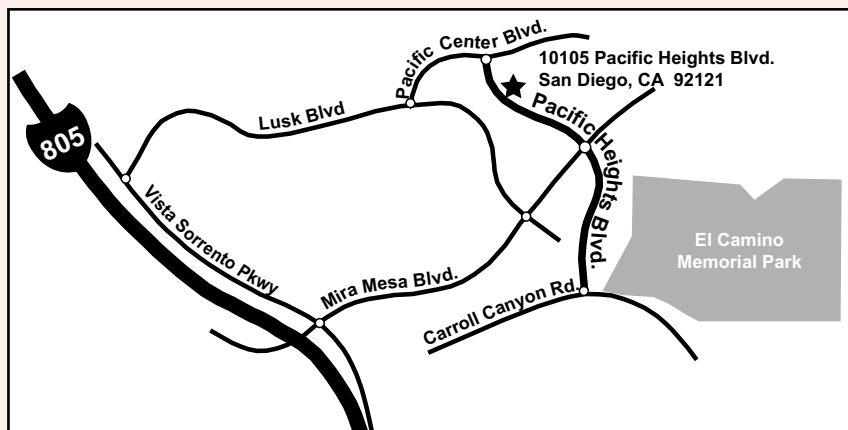 Pacific Center Blvd.
10105 Pacific Heights Blvd.
San Diego, CA 92121
Lusk Blvd
Pacific Heights Blvd.
805
Vista Sorrento Pkwy
Mira Mesa Blvd.
El Camino
Memorial Park
Carroll Canyon Rd.